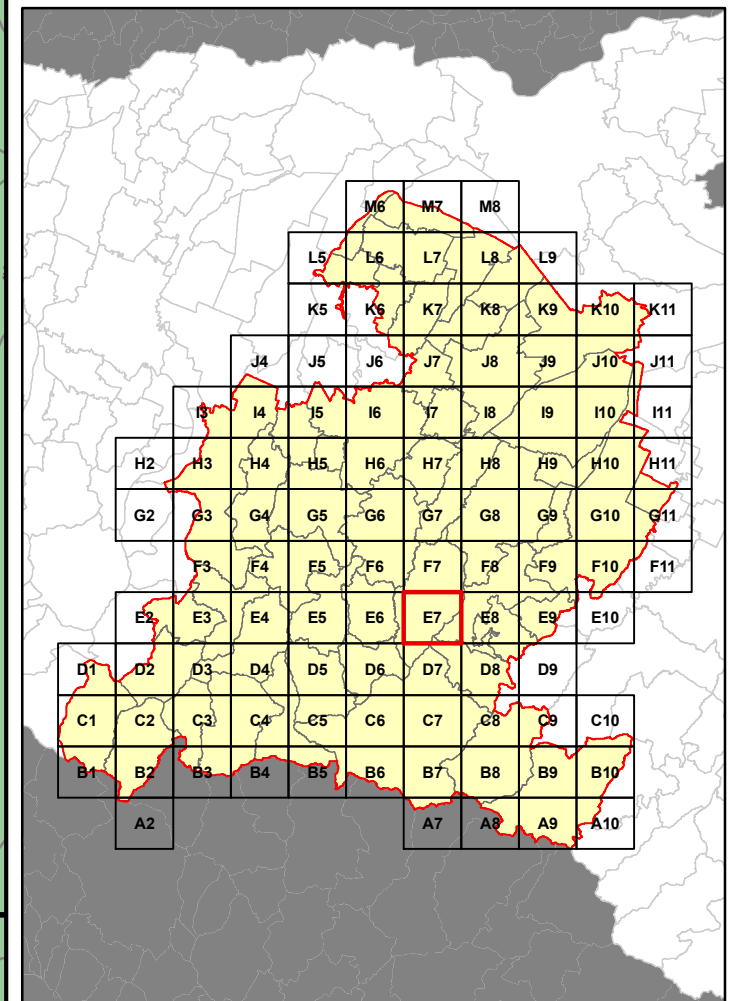 M6 M7 M8
L5 L6 L7 L8 L9
K5 K6 K7 K8 K9 K10 K11
J4 J5 J6 J7 J8 J9 J10 J11
I3 I4 I5 I6 I7 I8 I9 I10 I11
H2 H3 H4 H5 H6 H7 H8 H9 H10 H11
G2 G3 G4 G5 G6 G7 G8 G9 G10 G11
F3 F4 F5 F6 F7 F8 F9 F10 F11
E2 E3 E4 E5 E6 E7 E8 E9 E10
D1 D2 D3 D4 D5 D6 D7 D8 D9
C1 C2 C3 C4 C5 C6 C7 C8 C9 C10
B1 B2 B3 B4 B5 B6 B7 B8 B9 B10
A2 A7 A8 A9 A10